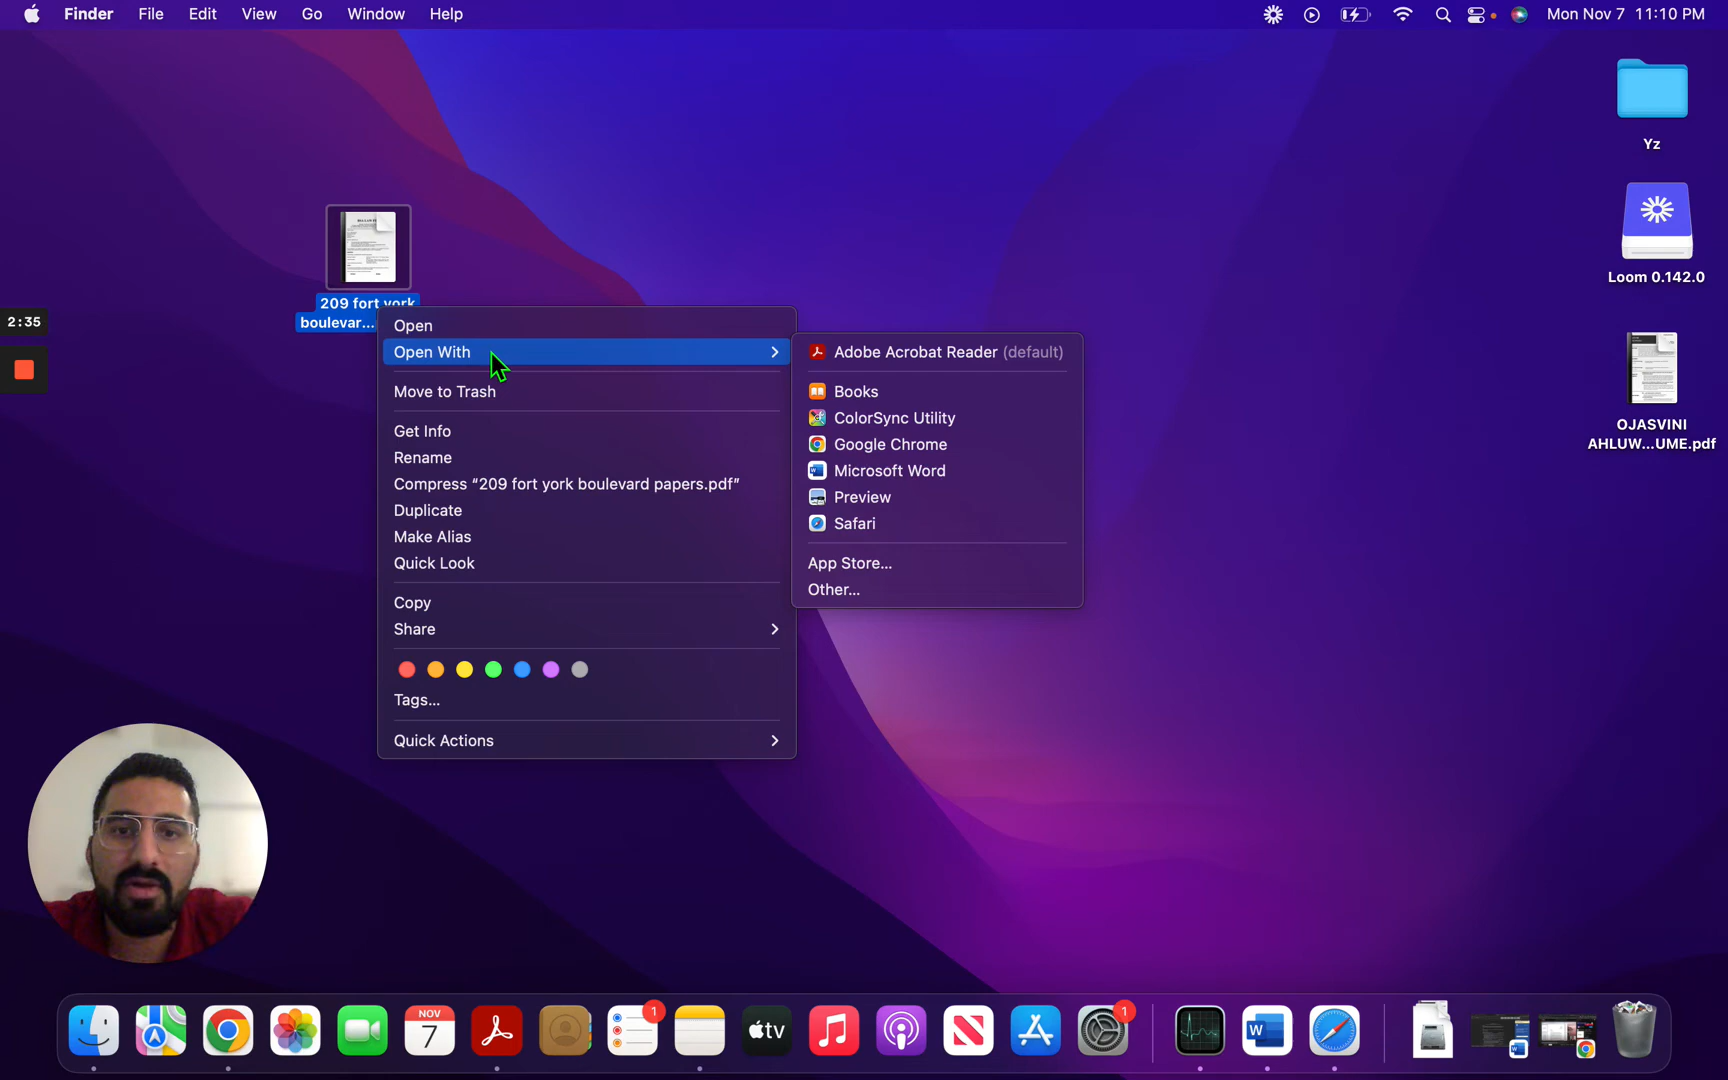 Finder File Edit View Go Window Help
Mon Nov 7 11:10 PM
Yz
Loom 0.142.0
OJASVINI
AHLUW...UME.pdf
209 fort york
boulevar...
2:35
Open
Open With
Move to Trash
Get Info
Rename
Compress “209 fort york boulevard papers.pdf”
Duplicate
Make Alias
Quick Look
Copy
Share
Tags...
Quick Actions
Adobe Acrobat Reader (default)
Books
ColorSync Utility
Google Chrome
Microsoft Word
Preview
Safari
App Store...
Other...
NOV
7
1
tv
1
W